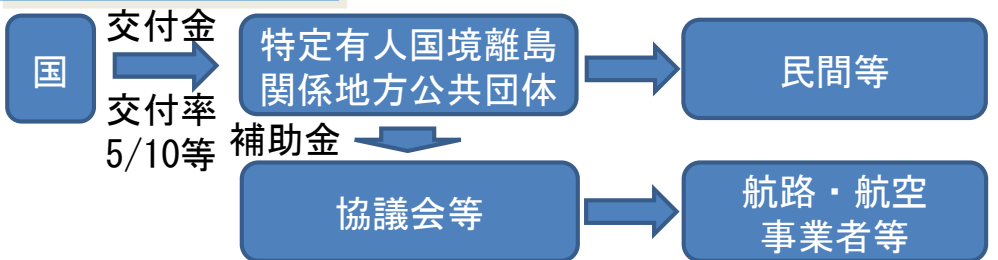 国
交付金
交付率
5/10等
特定有人国境離島
関係地方公共団体
民間等
補助金
協議会等
航路・航空
事業者等